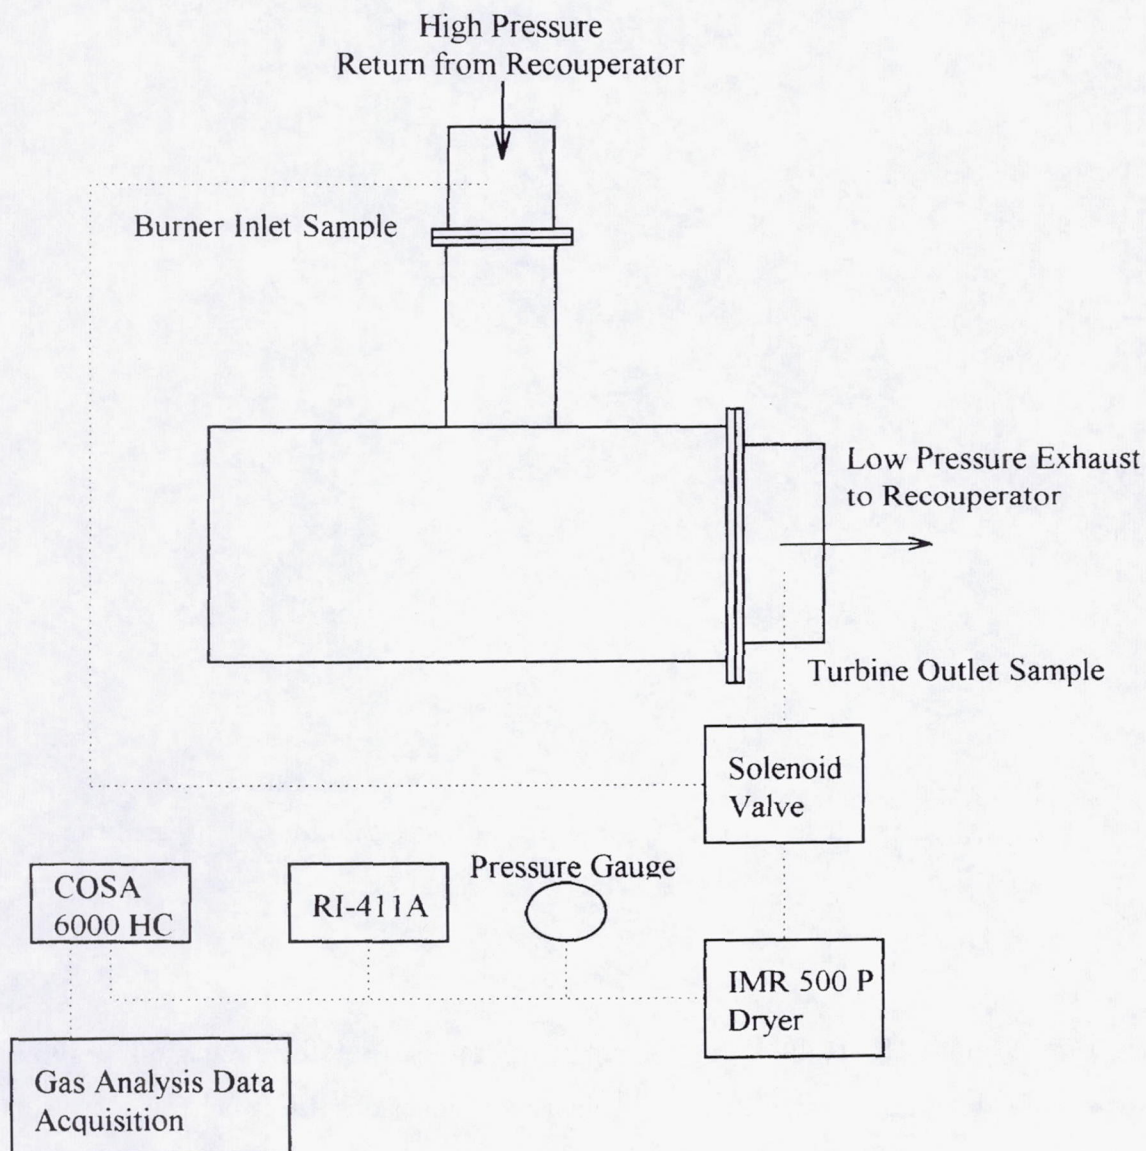 High Pressure
Return from Recouperator
Burner Inlet Sample
Low Pressure Exhaust
to Recouperator
Turbine Outlet Sample
Solenoid
Valve
Pressure Gauge
COSA
6000 HC
RI-411A
IMR 500 P
Dryer
Gas Analysis Data
Acquisition